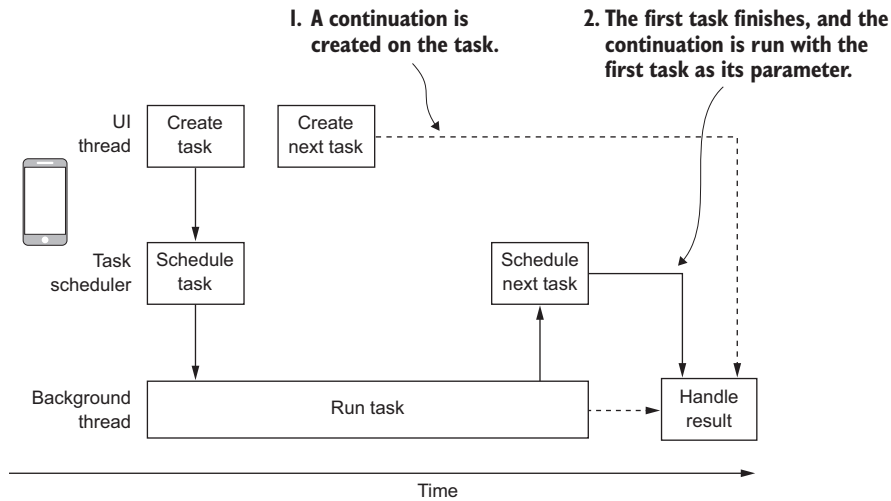 1. A continuation is
created on the task.
2. The first task finishes, and the
continuation is run with the
first task as its parameter.
UI
thread
Create
task
Create
next task
Task
scheduler
Schedule
task
Schedule
next task
Background
thread
Run task
Handle
result
Time